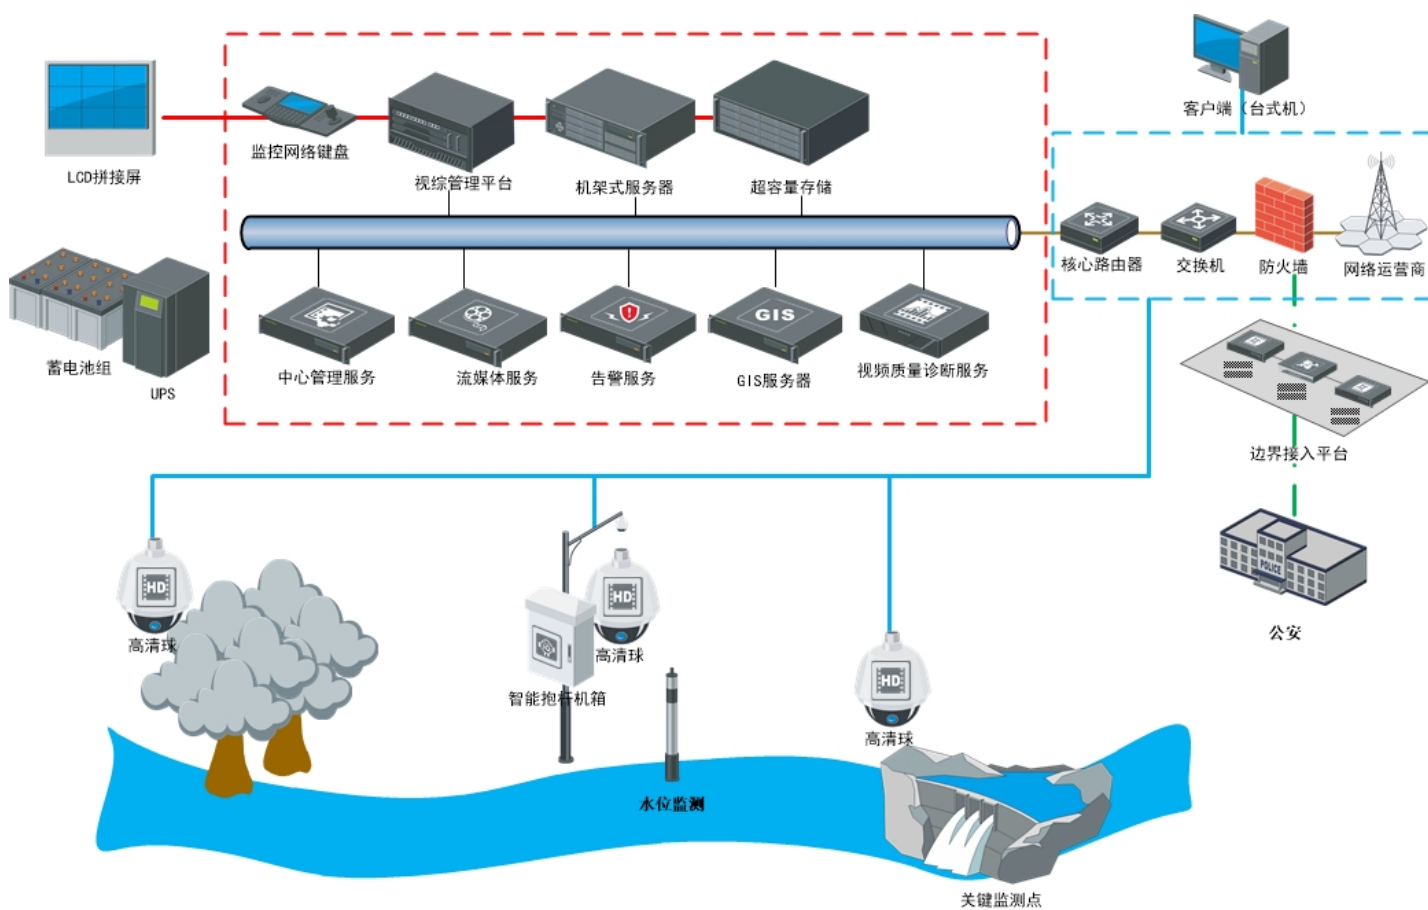 客户端（台式机）
监控网络键盘
LCD拼接屏
视综管理平台
机架式服务器
超容量存储
核心路由器
交换机
防火墙
网络运营商
GIS
蓄电池组
UPS
中心管理服务
流媒体服务
告警服务
GIS服务器
视频质量诊断服务
边界接入平台
POLICE
公安
HD
高清球
HD
高清球
智能抱杆机箱
HD
高清球
水位监测
关键监测点